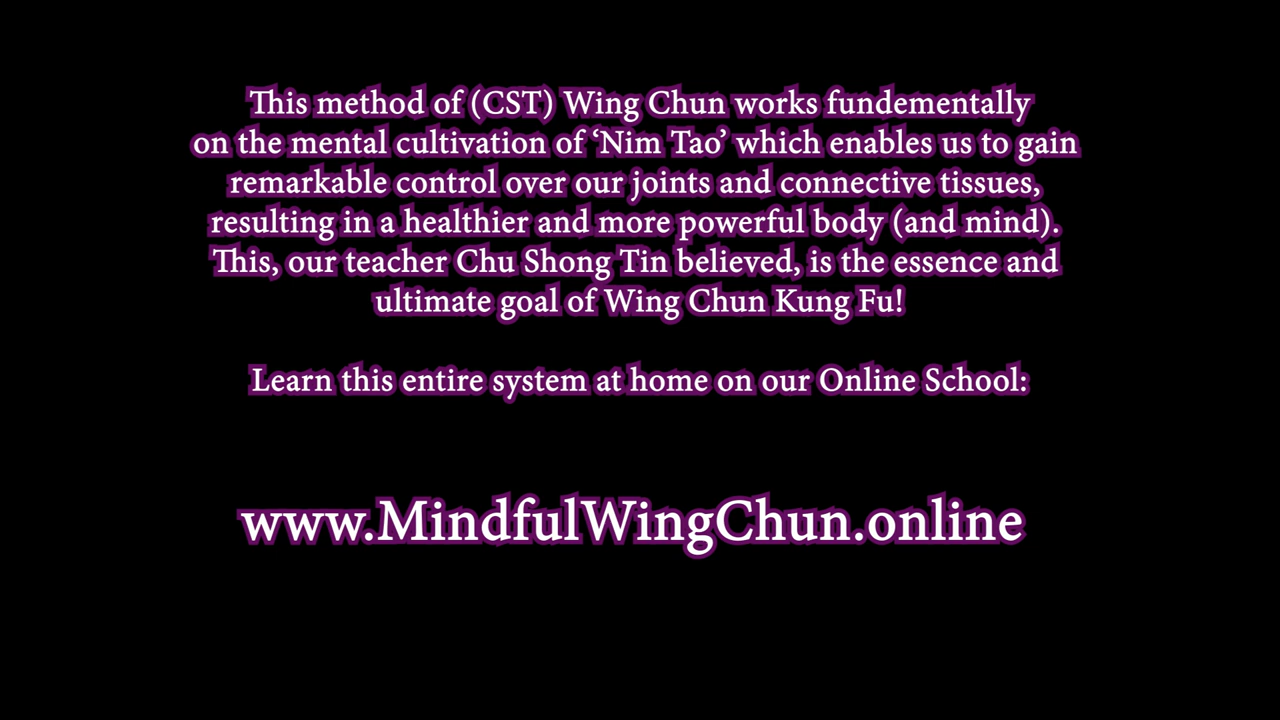 This method of (CST) Wing Chun works fundementally
on the mental cultivation of ‘Nim Tao’ which enables us to gain
remarkable control over our joints and connective tissues,
resulting in a healthier and more powerful body (and mind).
This, our teacher Chu Shong Tin believed, is the essence and
ultimate goal of Wing Chun Kung Fu!
Learn this entire system at home on our Online School:
www.MindfulWingChun.online